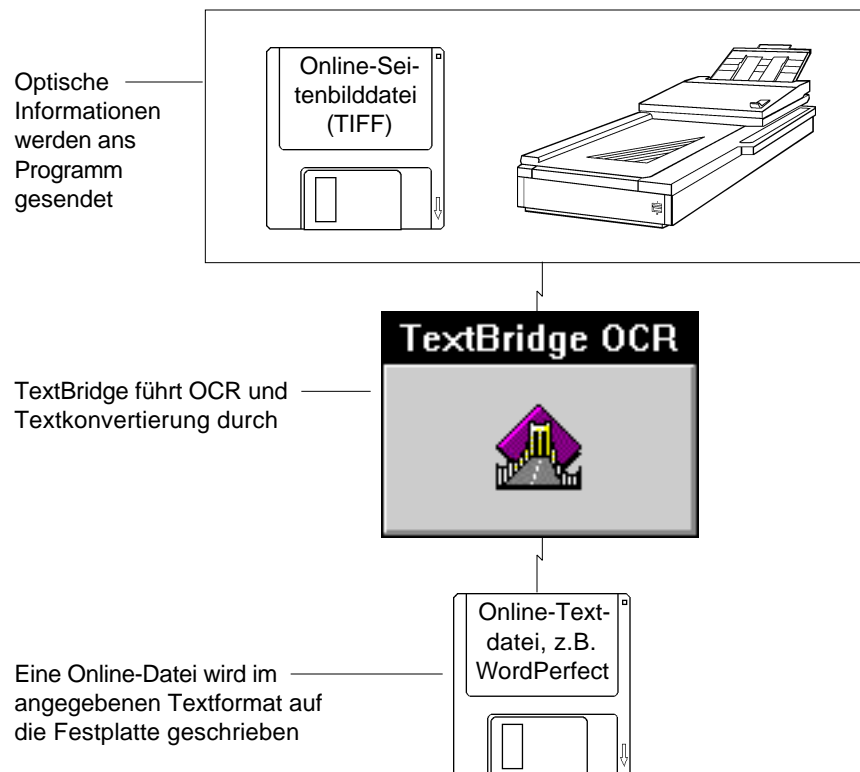 Optische
Informationen
werden ans
Programm
gesendet
Online-Sei-
tenbilddatei
(TIFF)
TextBridge OCR
TextBridge führt OCR und
Textkonvertierung durch
Online-Text-
datei, z.B.
WordPerfect
Eine Online-Datei wird im
angegebenen Textformat auf
die Festplatte geschrieben